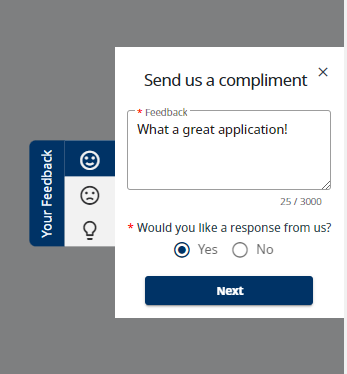 Send us a compliment
* Feedback
What a great application!
25 / 3000
Your Feedback
* Would you like a response from us?
Yes No
Next